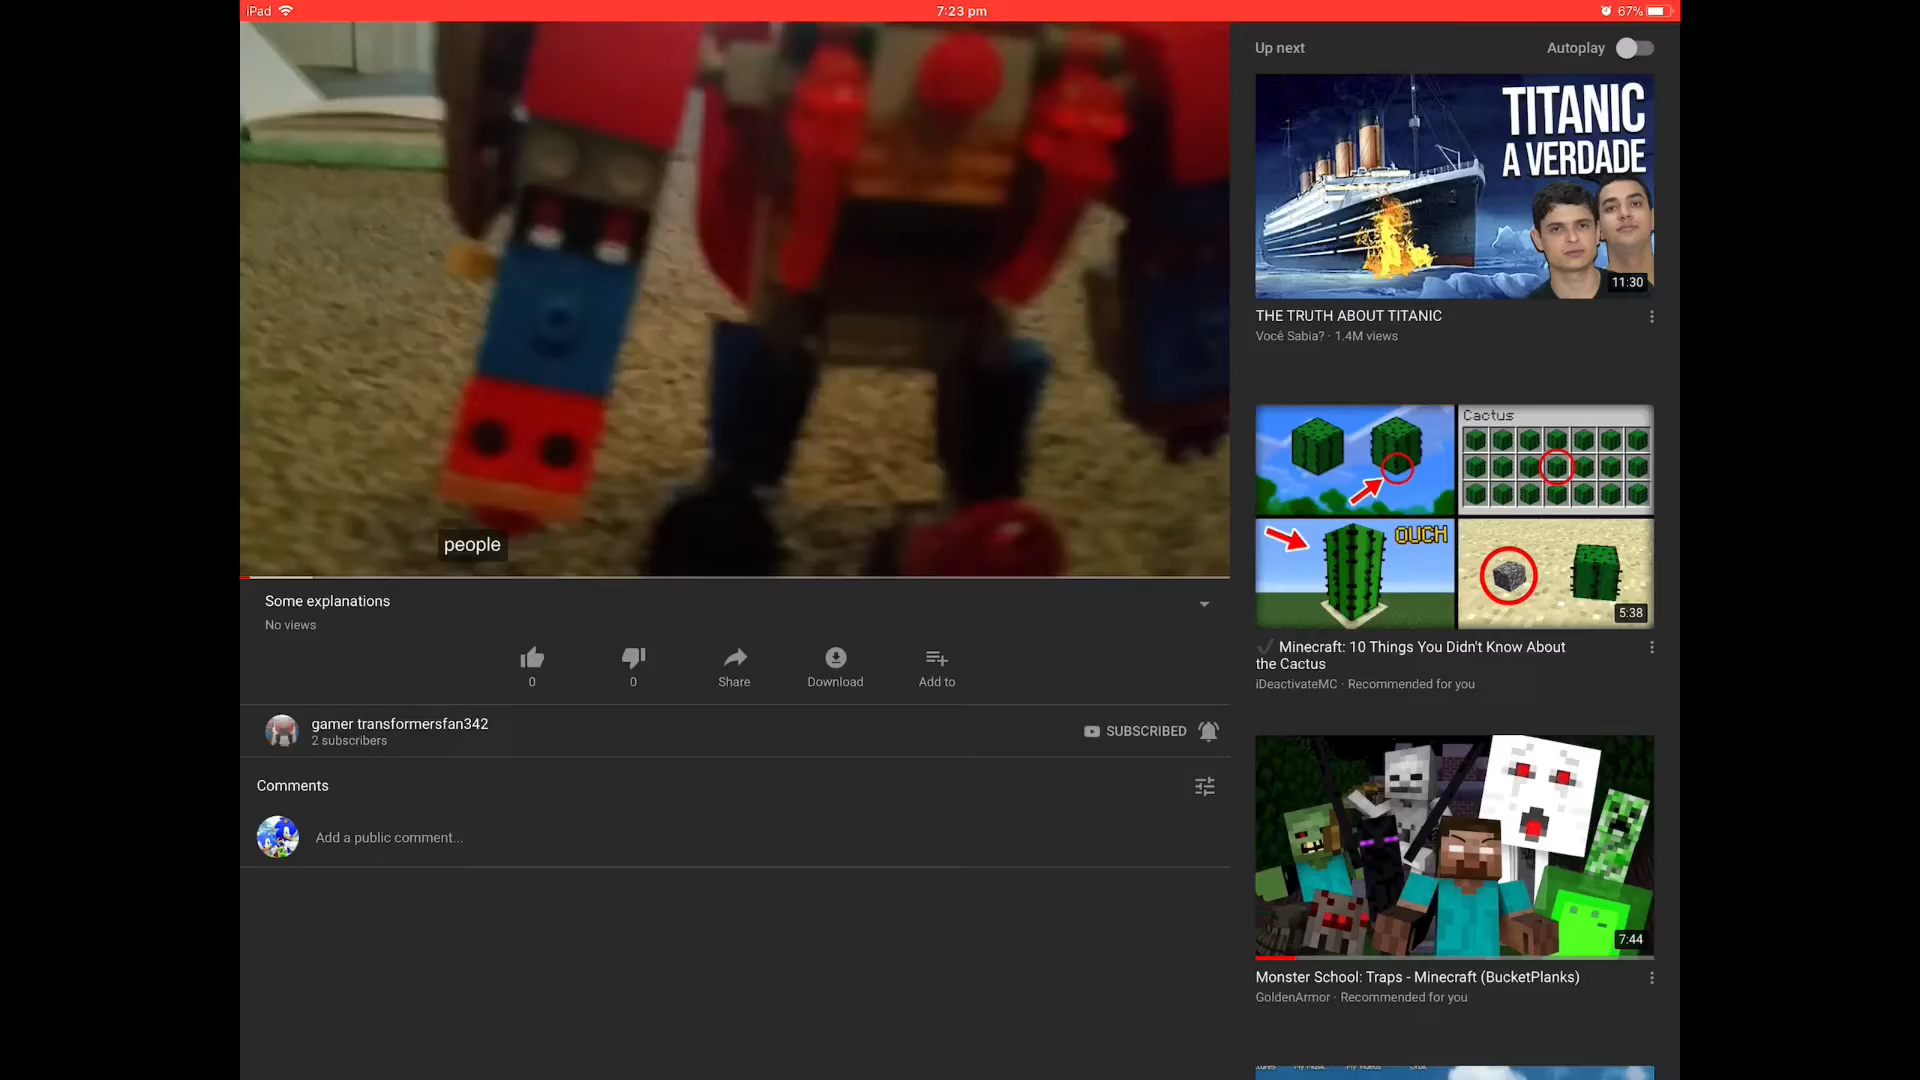 iPad
7:23 pm
67%
people
Some explanations
No views
0
0
Share
Download
Add to
gamer transformersfan342
2 subscribers
SUBSCRIBED
Comments
Add a public comment...
Up next
Autoplay
TITANIC
A VERDADE
11:30
THE TRUTH ABOUT TITANIC
Você Sabia? · 1.4M views
Cactus
OUCH
5:38
Minecraft: 10 Things You Didn't Know About
the Cactus
iDeactivateMC · Recommended for you
7:44
Monster School: Traps - Minecraft (BucketPlanks)
GoldenArmor · Recommended for you